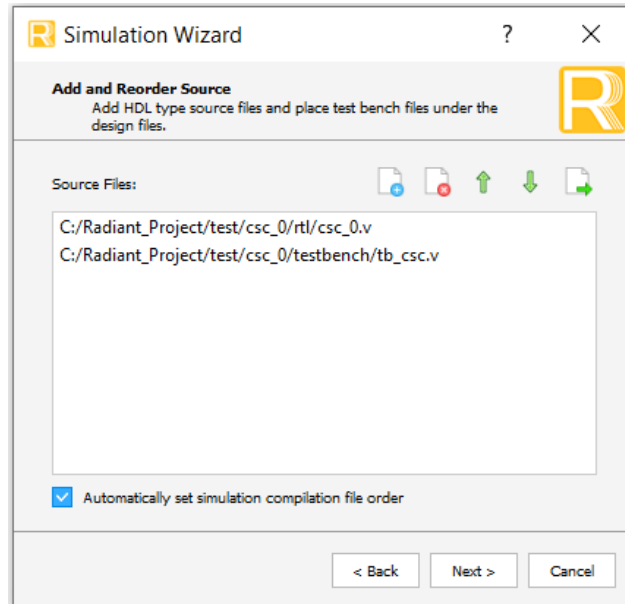 Simulation Wizard
?
Add and Reorder Source
Add HDL type source files and place test bench files under the
design files.
Source Files:
C:/Radiant_Project/test/csc_0/rtl/csc_0.v
C:/Radiant_Project/test/csc_0/testbench/tb_csc.v
Automatically set simulation compilation file order
< Back
Next >
Cancel